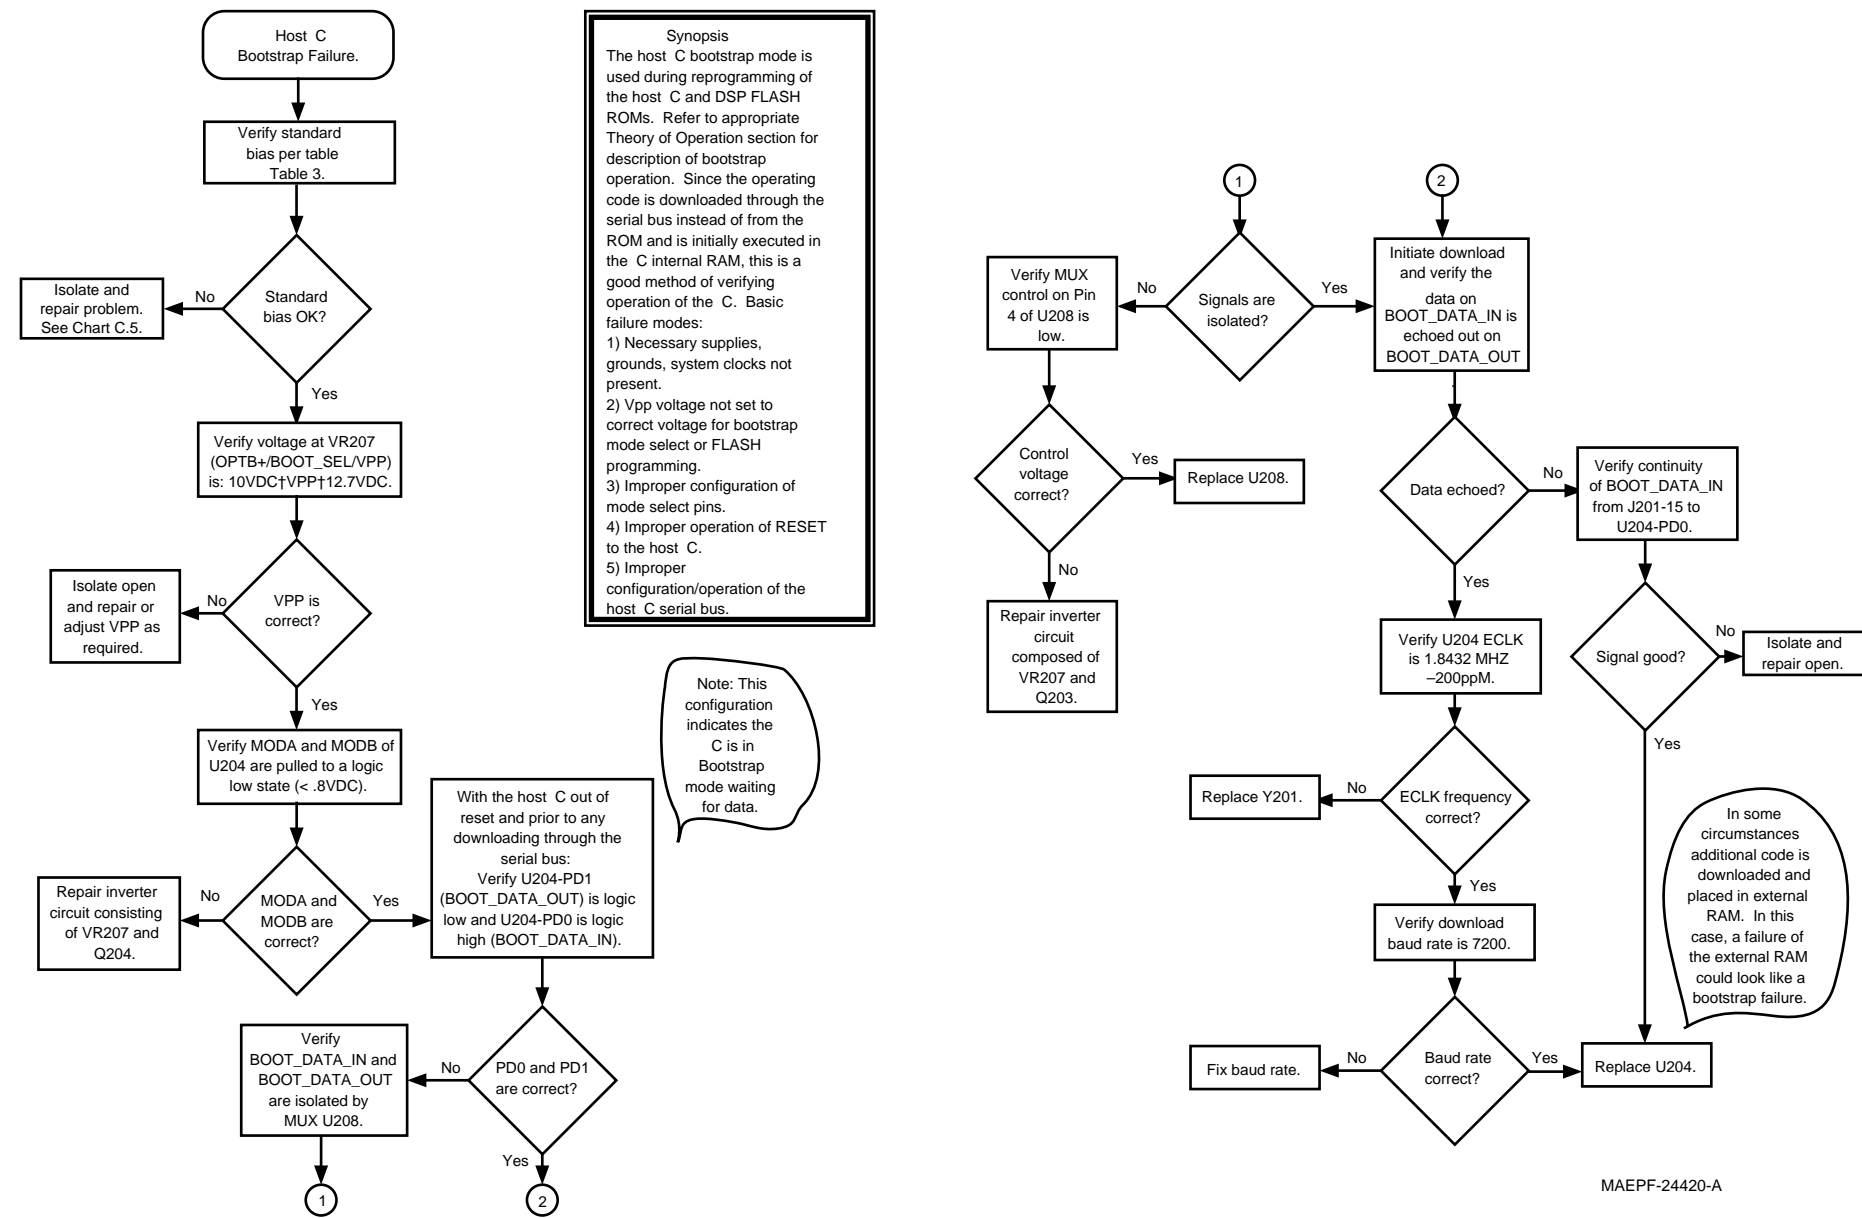 Host C
Bootstrap Failure.
Verify standard
bias per table
Table 3.
Standard
bias OK?
No
Isolate and
repair problem.
See Chart C.5.
Yes
Verify voltage at VR207
(OPTB+/BOOT_SEL/VPP)
is: 10VDC†VPP†12.7VDC.
VPP is
correct?
No
Isolate open
and repair or
adjust VPP as
required.
Yes
Verify MODA and MODB of
U204 are pulled to a logic
low state (< .8VDC).
MODA and
MODB are
correct?
No
Repair inverter
circuit consisting
of VR207 and
Q204.
Yes
With the host C out of
reset and prior to any
downloading through the
serial bus:
Verify U204-PD1
(BOOT_DATA_OUT) is logic
low and U204-PD0 is logic
high (BOOT_DATA_IN).
Note: This
configuration
indicates the
C is in
Bootstrap
mode waiting
for data.
PD0 and PD1
are correct?
No
Verify
BOOT_DATA_IN and
BOOT_DATA_OUT
are isolated by
MUX U208.
1
Yes
2
Synopsis
The host C bootstrap mode is
used during reprogramming of
the host C and DSP FLASH
ROMs. Refer to appropriate
Theory of Operation section for
description of bootstrap
operation. Since the operating
code is downloaded through the
serial bus instead of from the
ROM and is initially executed in
the C internal RAM, this is a
good method of verifying
operation of the C. Basic
failure modes:
1) Necessary supplies,
grounds, system clocks not
present.
2) Vpp voltage not set to
correct voltage for bootstrap
mode select or FLASH
programming.
3) Improper configuration of
mode select pins.
4) Improper operation of RESET
to the host C.
5) Improper
configuration/operation of the
host C serial bus.
1
Signals are
isolated?
No
Verify MUX
control on Pin
4 of U208 is
low.
Control
voltage
correct?
Yes
Replace U208.
No
Repair inverter
circuit
composed of
VR207 and
Q203.
Yes
2
Initiate download
and verify the
data on
BOOT_DATA_IN is
echoed out on
BOOT_DATA_OUT
Data echoed?
No
Verify continuity
of BOOT_DATA_IN
from J201-15 to
U204-PD0.
Signal good?
No
Isolate and
repair open.
Yes
Yes
Verify U204 ECLK
is 1.8432 MHZ
–200ppM.
ECLK frequency
correct?
No
Replace Y201.
Yes
Verify download
baud rate is 7200.
Baud rate
correct?
No
Fix baud rate.
Yes
Replace U204.
In some
circumstances
additional code is
downloaded and
placed in external
RAM. In this
case, a failure of
the external RAM
could look like a
bootstrap failure.
MAEPF-24420-A